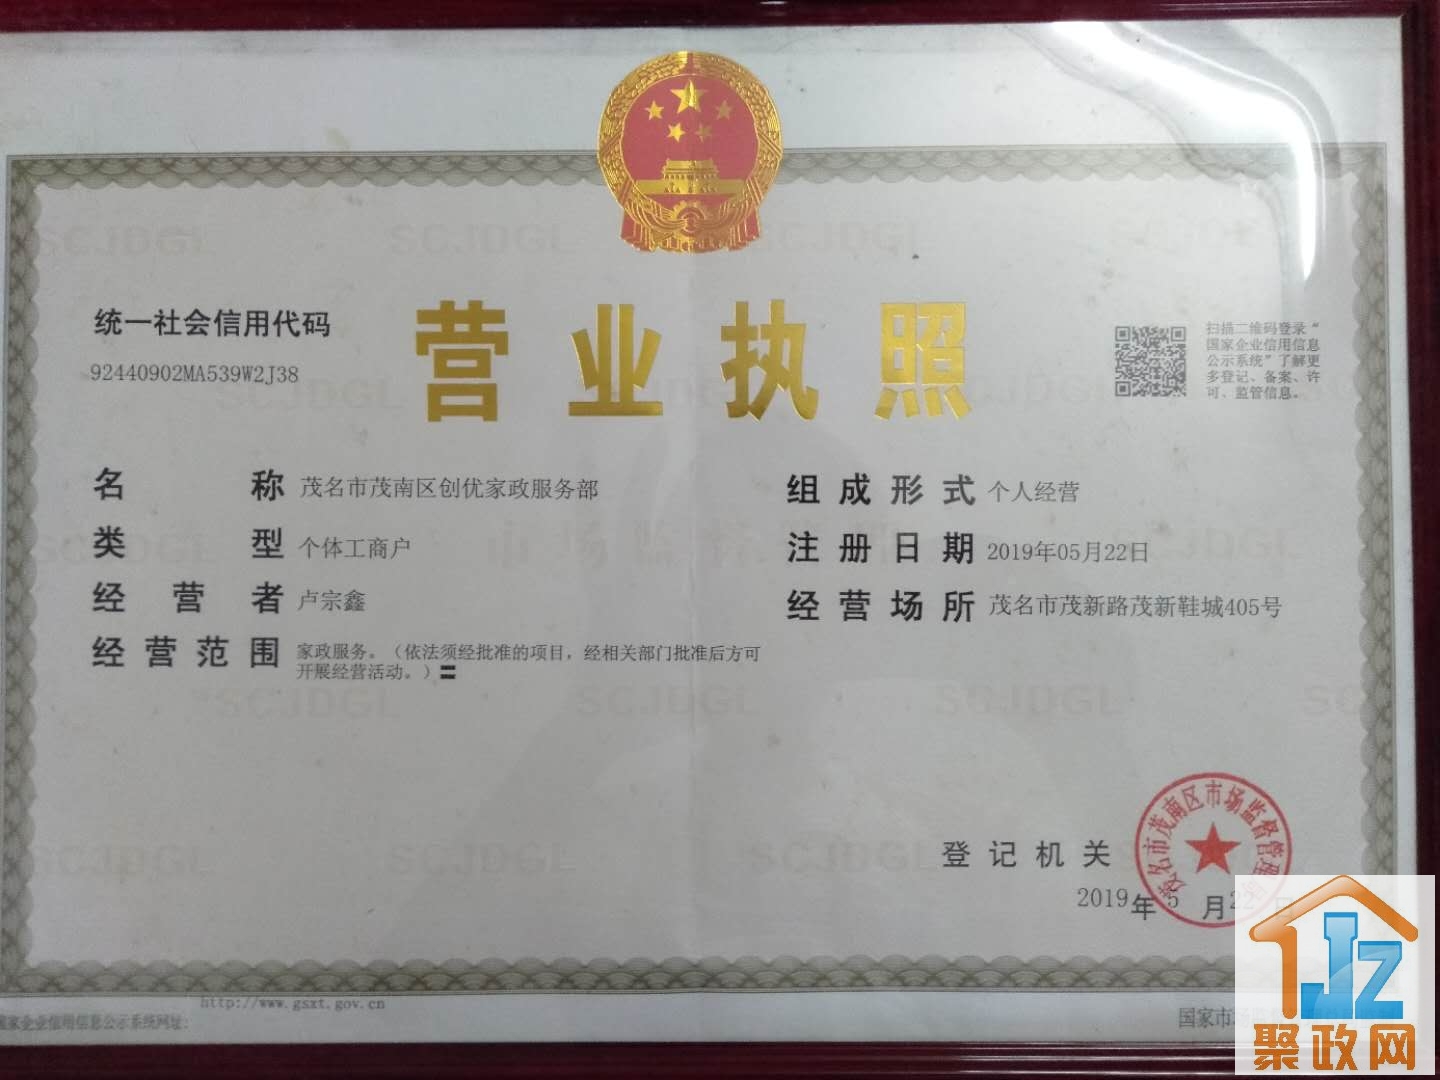 营业执照
统一社会信用代码
92440902MA539W2J38
扫描二维码登录“
国家企业信用信息
公示系统”了解更
多登记、备案、许
可、监管信息。
名称 茂名市茂南区创优家政服务部
类型 个体工商户
经营者 卢宗鑫
经营范围 家政服务。（依法须经批准的项目，经相关部门批准后方可
开展经营活动。）〓
组成形式 个人经营
注册日期 2019年05月22日
经营场所 茂名市茂新路茂新鞋城405号
登记机关
茂名市茂南区市场监督管理局
2019年 5 月 22 日
http://www.gsxt.gov.cn
国家企业信用信息公示系统网址：
国家市场
JZ
聚政网
SCJDGL